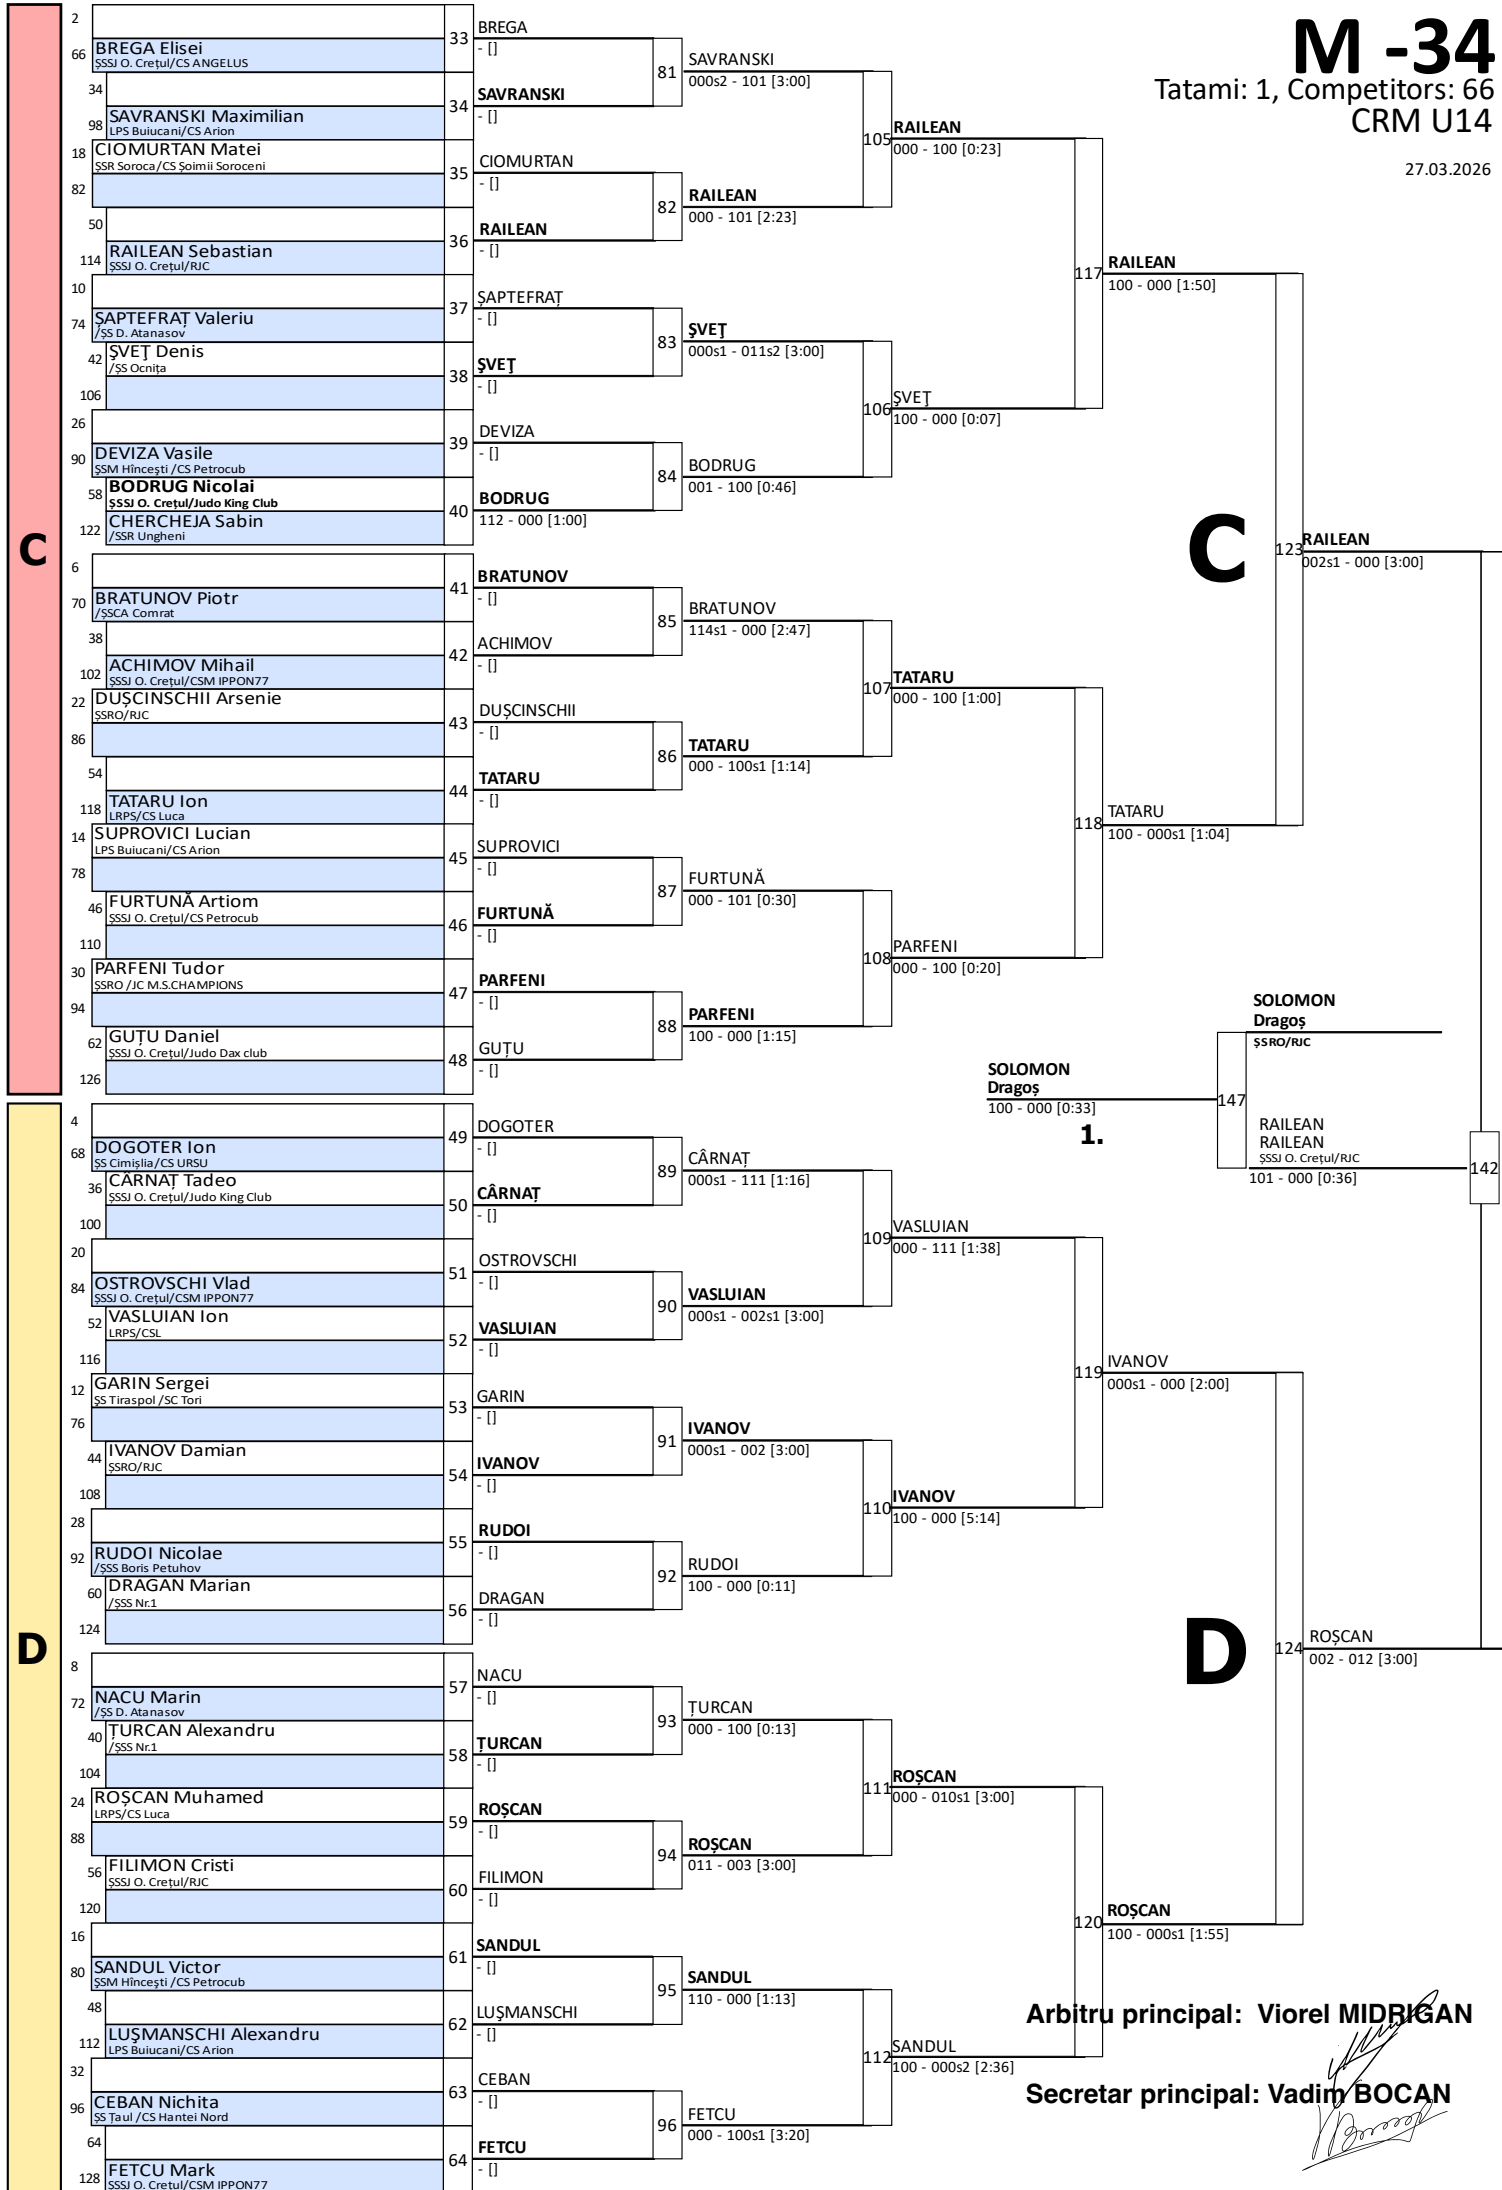 M -34
Tatami: 1, Competitors: 66
CRM U14
27.03.2026
C
2
66 BREGA Elisei
ŞSSJ O. Crețul/CS ANGELUS
34
98 SAVRANSKI Maximilian
LPS Buiucani/CS Arion
18 CIOMURTAN Matei
ŞSR Soroca/CS Şoimii Soroceni
82
50
114 RAILEAN Sebastian
ŞSSJ O. Crețul/RJC
10
74 ŞAPTEFRAȚ Valeriu
/ŞS D. Atanasov
42 ŞVEŢ Denis
/ŞS Ocnița
106
26
90 DEVIZA Vasile
ŞSM Hînceşti /CS Petrocub
58 BODRUG Nicolai
ŞSSJ O. Crețul/Judo King Club
122 CHERCHEJA Sabin
/SSR Ungheni
6
70 BRATUNOV Piotr
/ŞSCA Comrat
38
102 ACHIMOV Mihail
ŞSSJ O. Crețul/CSM IPPON77
22 DUȘCINSCHII Arsenie
ŞSRO/RJC
86
54
118 TATARU Ion
LRPS/CS Luca
14 SUPROVICI Lucian
LPS Buiucani/CS Arion
78
46 FURTUNĂ Artiom
ŞSSJ O. Crețul/CS Petrocub
110
30 PARFENI Tudor
ŞSRO /JC M.S.CHAMPIONS
94
62 GUȚU Daniel
ŞSSJ O. Crețul/Judo Dax club
126
D
4
68 DOGOTER Ion
ŞS Cimișlia/CS URSU
36 CÂRNAȚ Tadeo
ŞSSJ O. Crețul/Judo King Club
100
20
84 OSTROVSCHI Vlad
ŞSSJ O. Crețul/CSM IPPON77
52 VASLUIAN Ion
LRPS/CSL
116
12 GARIN Sergei
ŞS Tiraspol /SC Tori
76
44 IVANOV Damian
ŞSRO/RJC
108
28
92 RUDOI Nicolae
/ŞSS Boris Petuhov
60 DRAGAN Marian
/ŞSS Nr.1
124
8
72 NACU Marin
/ŞS D. Atanasov
40 ȚURCAN Alexandru
/ŞSS Nr.1
104
24 ROȘCAN Muhamed
LRPS/CS Luca
88
56 FILIMON Cristi
ŞSSJ O. Crețul/RJC
120
16
80 SANDUL Victor
ŞSM Hînceşti /CS Petrocub
48
112 LUȘMANSCHI Alexandru
LPS Buiucani/CS Arion
32
96 CEBAN Nichita
ŞS Țaul /CS Hantei Nord
64
128 FETCU Mark
ŞSSJ O. Crețul/CSM IPPON77
33 BREGA
- []
34 SAVRANSKI
- []
35 CIOMURTAN
- []
36 RAILEAN
- []
37 ŞAPTEFRAȚ
- []
38 ŞVEŢ
- []
39 DEVIZA
- []
40 BODRUG
112 - 000 [1:00]
41 BRATUNOV
- []
42 ACHIMOV
- []
43 DUȘCINSCHII
- []
44 TATARU
- []
45 SUPROVICI
- []
46 FURTUNĂ
- []
47 PARFENI
- []
48 GUȚU
- []
49 DOGOTER
- []
50 CÂRNAȚ
- []
51 OSTROVSCHI
- []
52 VASLUIAN
- []
53 GARIN
- []
54 IVANOV
- []
55 RUDOI
- []
56 DRAGAN
- []
57 NACU
- []
58 ȚURCAN
- []
59 ROȘCAN
- []
60 FILIMON
- []
61 SANDUL
- []
62 LUȘMANSCHI
- []
63 CEBAN
- []
64 FETCU
- []
81 SAVRANSKI
000s2 - 101 [3:00]
82 RAILEAN
000 - 101 [2:23]
83 ŞVEŢ
000s1 - 011s2 [3:00]
84 BODRUG
001 - 100 [0:46]
85 BRATUNOV
114s1 - 000 [2:47]
86 TATARU
000 - 100s1 [1:14]
87 FURTUNĂ
000 - 101 [0:30]
88 PARFENI
100 - 000 [1:15]
89 CÂRNAȚ
000s1 - 111 [1:16]
90 VASLUIAN
000s1 - 002s1 [3:00]
91 IVANOV
000s1 - 002 [3:00]
92 RUDOI
100 - 000 [0:11]
93 ȚURCAN
000 - 100 [0:13]
94 ROȘCAN
011 - 003 [3:00]
95 SANDUL
110 - 000 [1:13]
96 FETCU
000 - 100s1 [3:20]
105 RAILEAN
000 - 100 [0:23]
106 ŞVEŢ
100 - 000 [0:07]
107 TATARU
000 - 100 [1:00]
108 PARFENI
000 - 100 [0:20]
109 VASLUIAN
000 - 111 [1:38]
110 IVANOV
100 - 000 [5:14]
111 ROȘCAN
000 - 010s1 [3:00]
112 SANDUL
100 - 000s2 [2:36]
117 RAILEAN
100 - 000 [1:50]
118 TATARU
100 - 000s1 [1:04]
119 IVANOV
000s1 - 000 [2:00]
120 ROȘCAN
100 - 000s1 [1:55]
C
123 RAILEAN
002s1 - 000 [3:00]
D
124 ROȘCAN
002 - 012 [3:00]
SOLOMON
Dragoș
ŞSRO/RJC
SOLOMON
Dragoș
100 - 000 [0:33]
1.
147
RAILEAN
RAILEAN
ŞSSJ O. Crețul/RJC
101 - 000 [0:36]
142
Arbitru principal: Viorel MIDRIGAN
Secretar principal: Vadim BOCAN